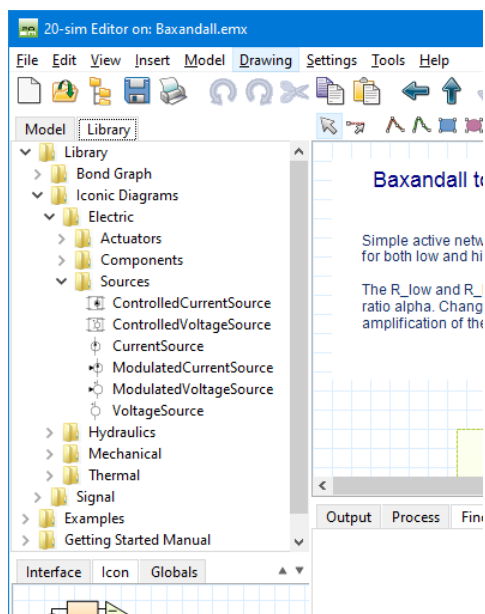 20-sim Editor on: Baxandall.emx
File Edit View Insert Model Drawing Settings Tools Help
Model Library
Library
Bond Graph
Iconic Diagrams
Electric
Actuators
Components
Sources
ControlledCurrentSource
ControlledVoltageSource
CurrentSource
ModulatedCurrentSource
ModulatedVoltageSource
VoltageSource
Hydraulics
Mechanical
Thermal
Signal
Examples
Getting Started Manual
Interface Icon Globals
Baxandall to
Simple active netw
for both low and hi
The R_low and R_
ratio alpha. Chang
amplification of the
Output Process Find